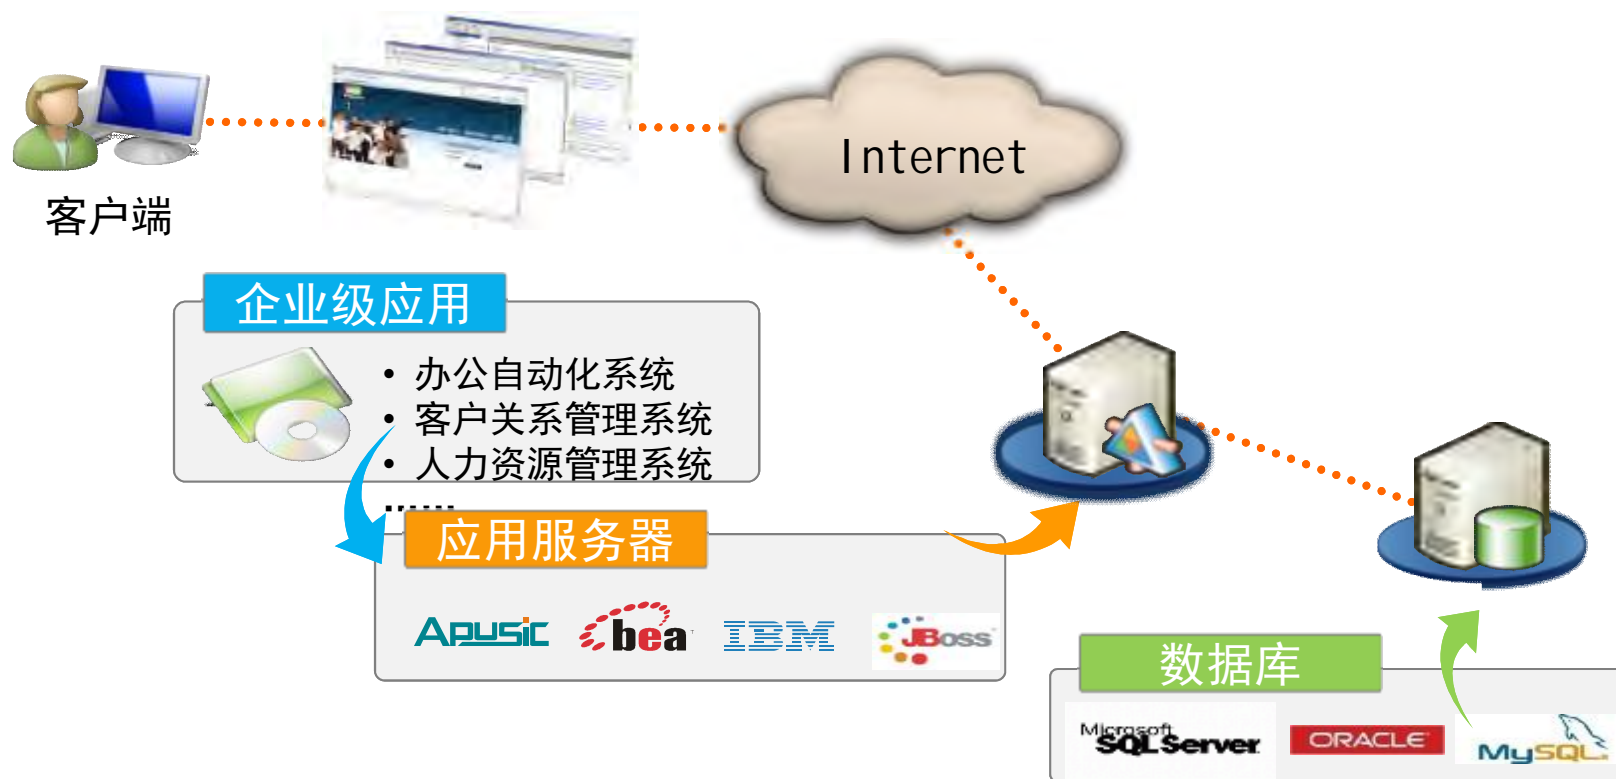 Internet
客户端
企业级应用
• 办公自动化系统
• 客户关系管理系统
• 人力资源管理系统
......
应用服务器
Apusic bea IBM JBoss
数据库
Microsoft
SQL Server ORACLE MySQL